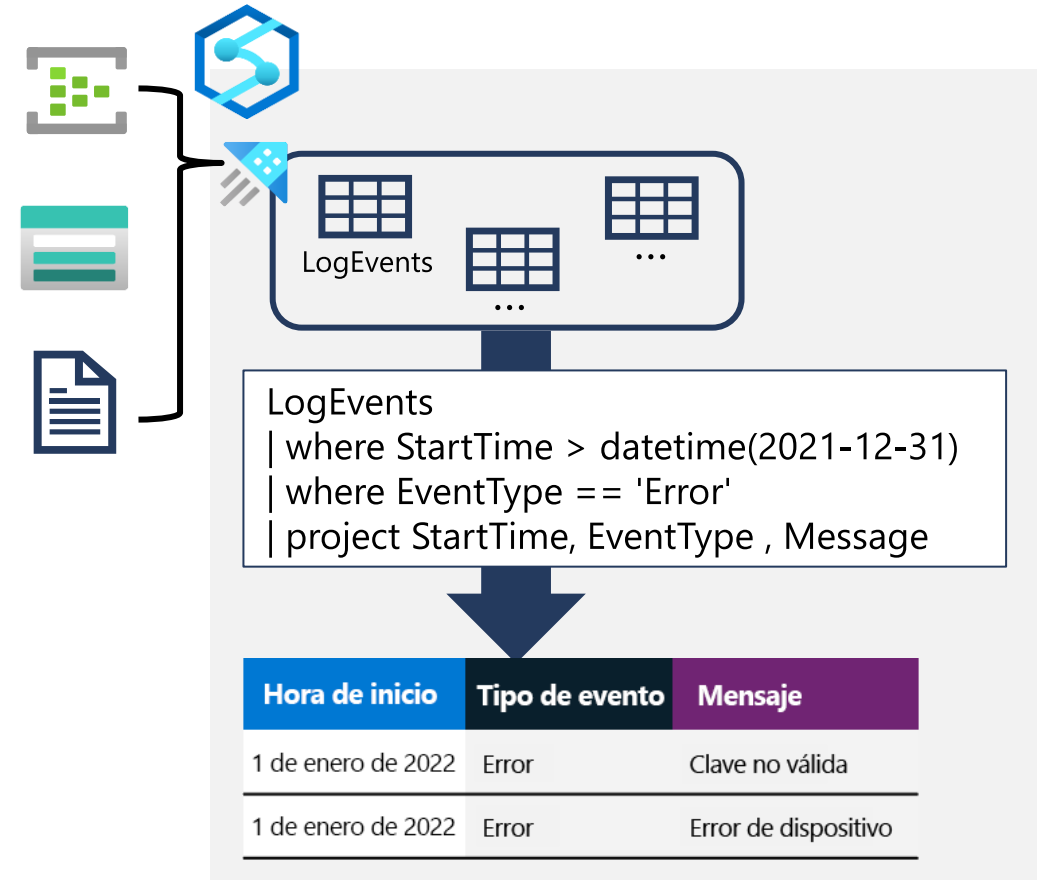 LogEvents
...
...
LogEvents
| where StartTime > datetime(2021-12-31)
| where EventType == 'Error'
| project StartTime, EventType , Message
Hora de inicio Tipo de evento Mensaje
1 de enero de 2022 Error Clave no válida
1 de enero de 2022 Error Error de dispositivo